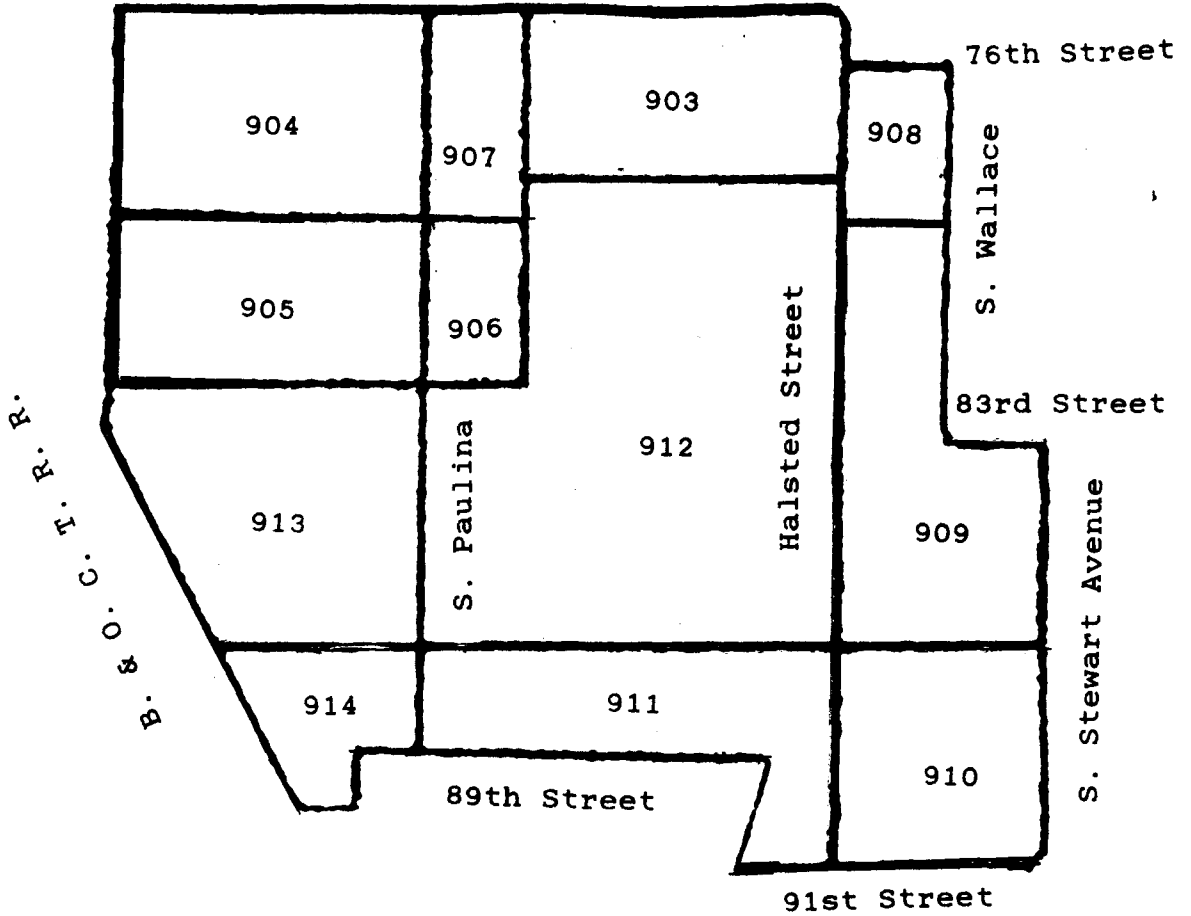 76th Street
903
904
908
907
S. Wallace
905
906
Halsted Street
83rd Street
B. & O. C. T. R. R.
S. Paulina
912
913
909
S. Stewart Avenue
914
911
910
89th Street
91st Street